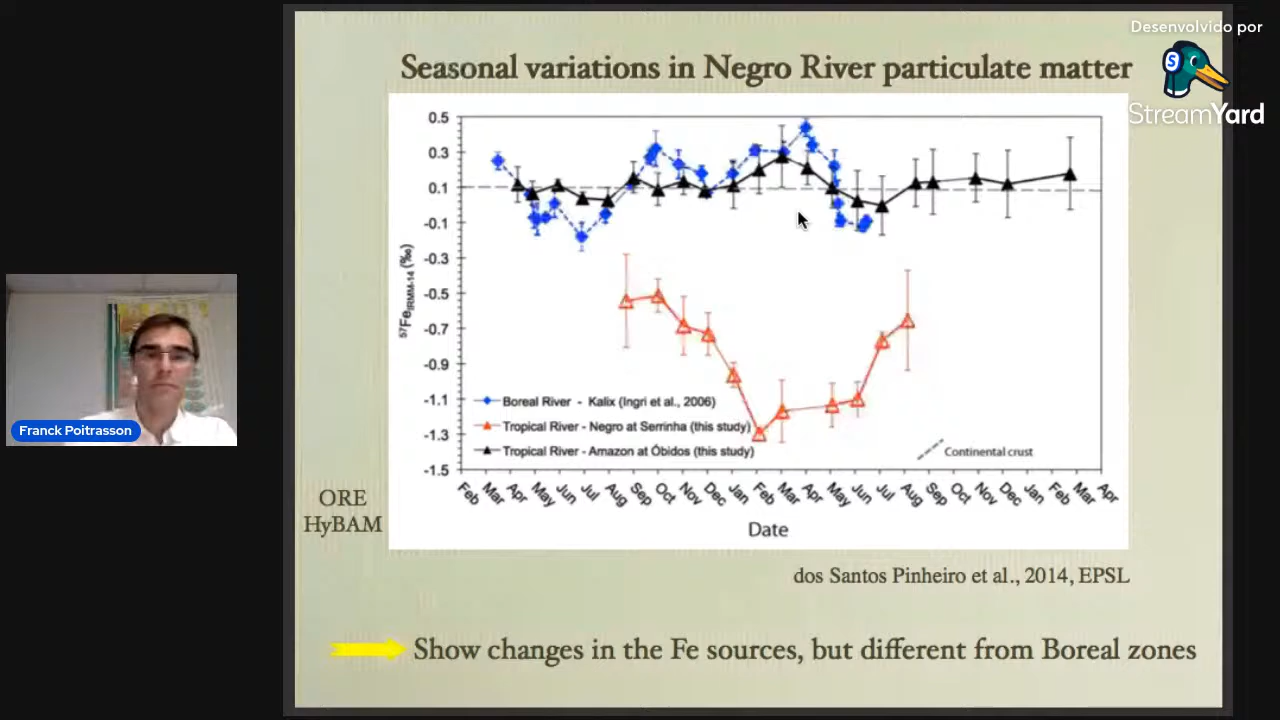 Desenvolvido por
StreamYard
Seasonal variations in Negro River particulate matter
0.5
0.3
0.1
-0.1
-0.3
-0.5
-0.7
-0.9
-1.1
-1.3
-1.5
57Fe IRMM-14 (‰)
Boreal River - Kalix (Ingri et al., 2006)
Tropical River - Negro at Serrinha (this study)
Tropical River - Amazon at Óbidos (this study)
Continental crust
Feb Mar Apr May Jun Jul Aug Sep Oct Nov Dec Jan Feb Mar Apr May Jun Jul Aug Sep Oct Nov Dec Jan Feb Mar Apr
Date
Franck Poitrasson
ORE
HyBAM
dos Santos Pinheiro et al., 2014, EPSL
Show changes in the Fe sources, but different from Boreal zones